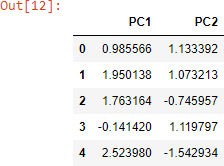 Out[12]:
PC1 PC2
0 0.985566 1.133392
1 1.950138 1.073213
2 1.763164 -0.745957
3 -0.141420 1.119797
4 2.523980 -1.542934